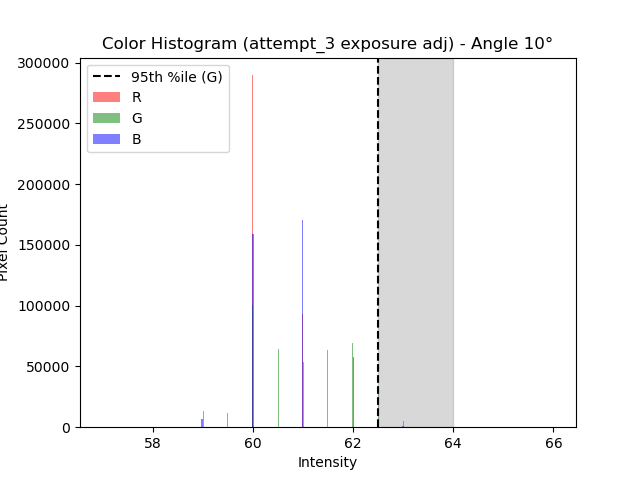 Color Histogram (attempt_3 exposure adj) - Angle 10°
300000
250000
200000
150000
100000
50000
0
Pixel Count
95th %ile (G)
R
G
B
58
60
62
64
66
Intensity